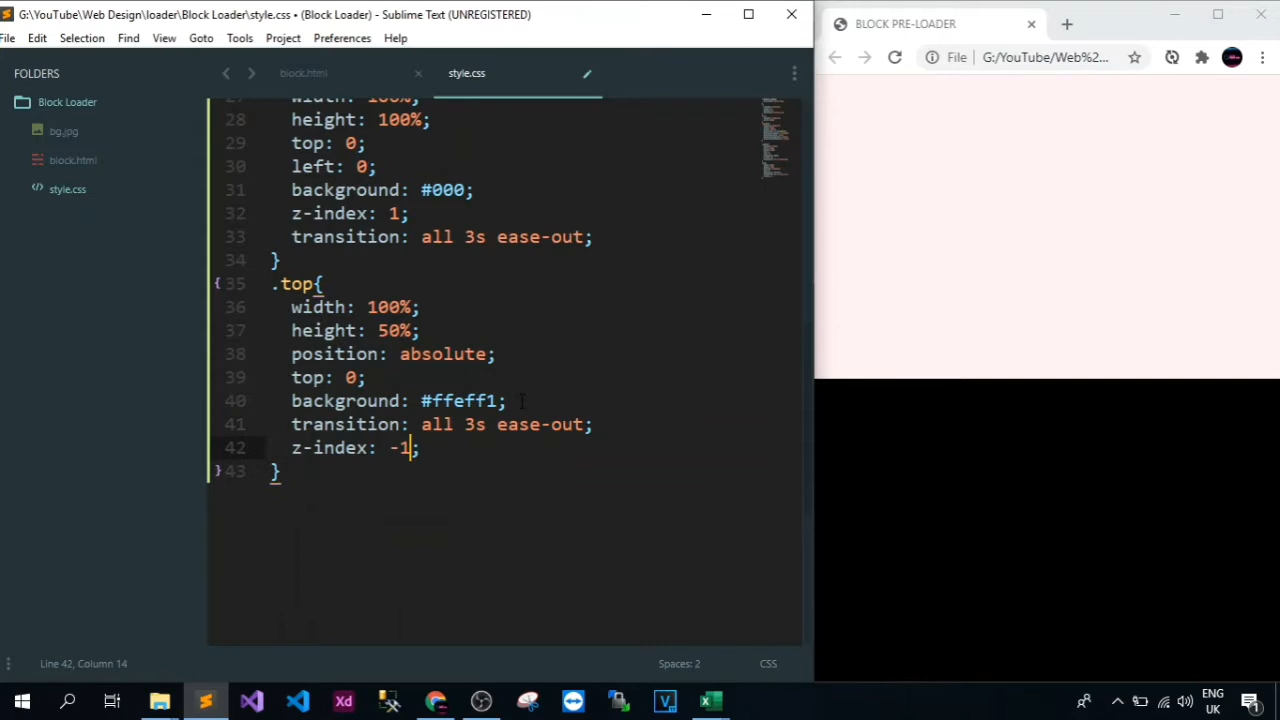 G:\YouTube\Web Design\loader\Block Loader\style.css • (Block Loader) - Sublime Text (UNREGISTERED)
File Edit Selection Find View Goto Tools Project Preferences Help
FOLDERS
Block Loader
bg.jpg
block.html
style.css
block.html
style.css
27 width: 100%;
28 height: 100%;
29 top: 0;
30 left: 0;
31 background: #000;
32 z-index: 1;
33 transition: all 3s ease-out;
34 }
35 .top{
36 width: 100%;
37 height: 50%;
38 position: absolute;
39 top: 0;
40 background: #ffeff1;
41 transition: all 3s ease-out;
42 z-index: -1;
43 }
Line 42, Column 14
Spaces: 2
CSS
BLOCK PRE-LOADER
File G:/YouTube/Web%2...
Xd
ENG
UK
1